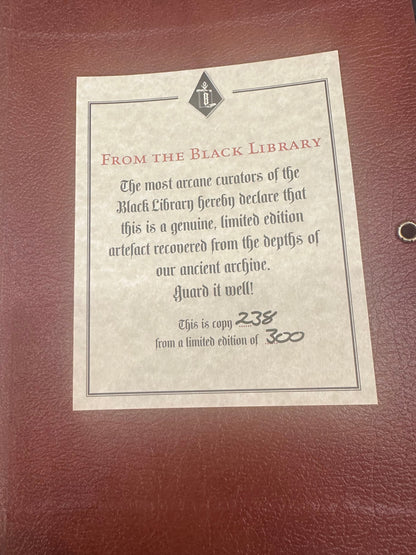 BL
FROM THE BLACK LIBRARY
The most arcane curators of the
Black Library hereby declare that
this is a genuine, limited edition
artefact recovered from the depths of
our ancient archive.
Guard it well!
This is copy 238
from a limited edition of 300